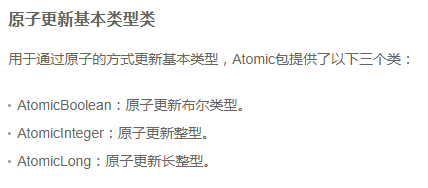 原子更新基本类型类
用于通过原子的方式更新基本类型，Atomic包提供了以下三个类：
• AtomicBoolean：原子更新布尔类型。
• AtomicInteger：原子更新整型。
• AtomicLong：原子更新长整型。